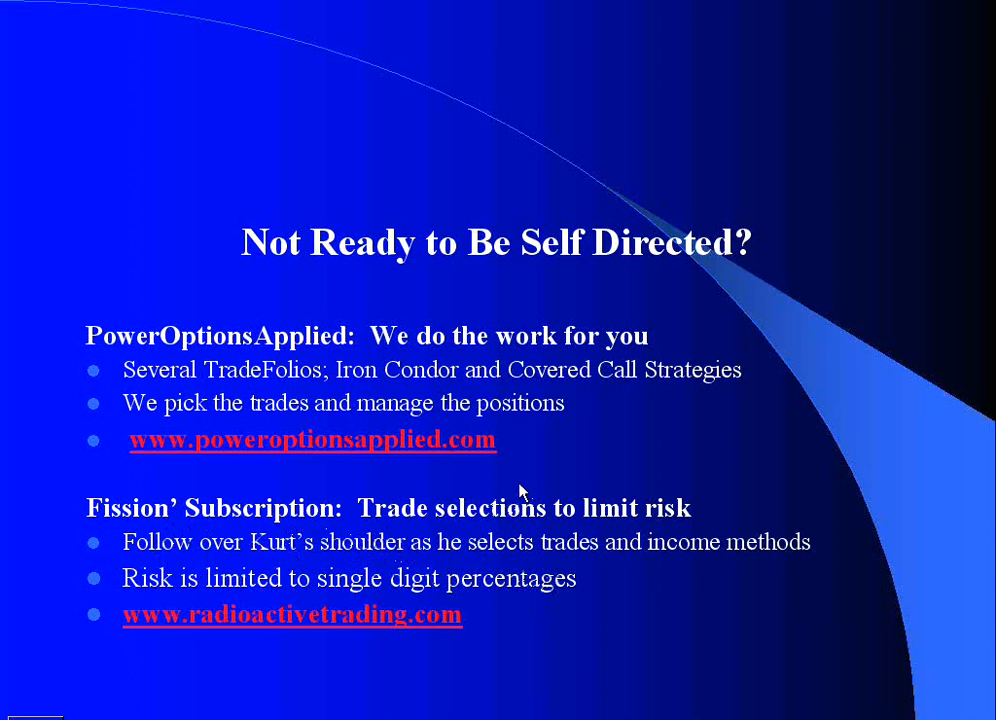 Not Ready to Be Self Directed?
PowerOptionsApplied:  We do the work for you
Several TradeFolios; Iron Condor and Covered Call Strategies
We pick the trades and manage the positions
www.poweroptionsapplied.com
Fission’ Subscription:  Trade selections to limit risk
Follow over Kurt’s shoulder as he selects trades and income methods
Risk is limited to single digit percentages
www.radioactivetrading.com